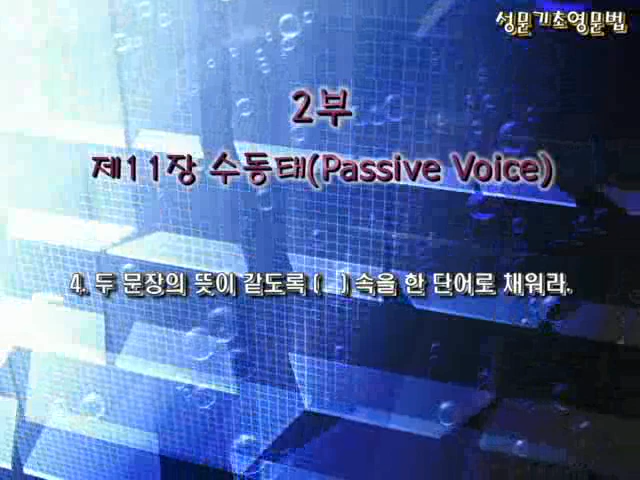 성문기초영문법
2부
제11장 수동태(Passive Voice)
4. 두 문장의 뜻이 같도록 (  ) 속을 한 단어로 채워라.